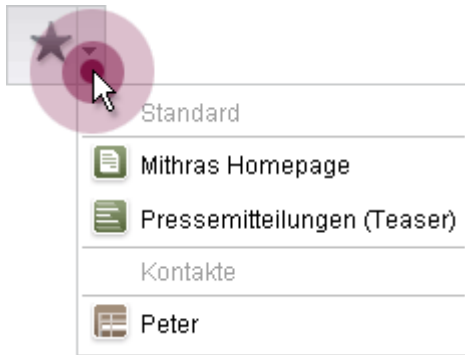 Standard
Mithras Homepage
Pressemitteilungen (Teaser)
Kontakte
Peter